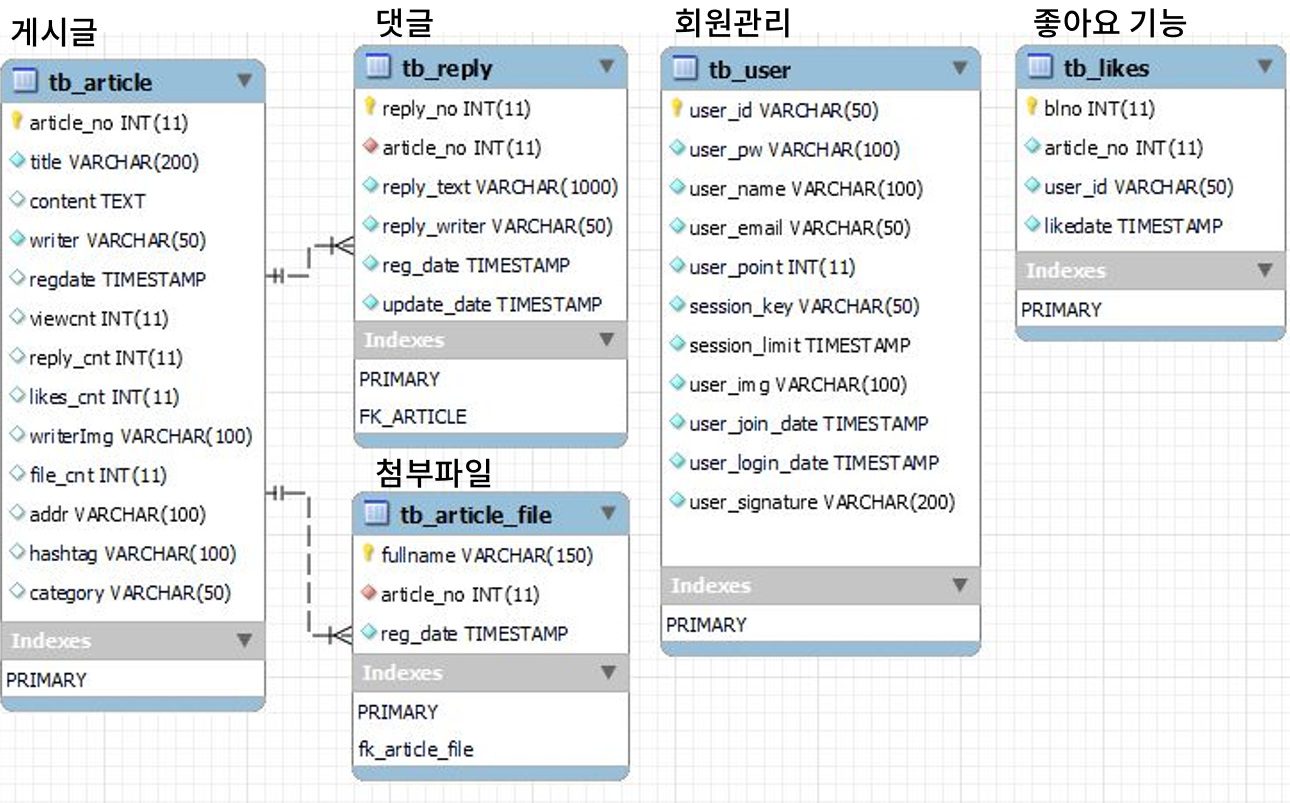 게시글
tb_article
article_no INT(11)
title VARCHAR(200)
content TEXT
writer VARCHAR(50)
regdate TIMESTAMP
viewcnt INT(11)
reply_cnt INT(11)
likes_cnt INT(11)
writerImg VARCHAR(100)
file_cnt INT(11)
addr VARCHAR(100)
hashtag VARCHAR(100)
category VARCHAR(50)
Indexes
PRIMARY
댓글
tb_reply
reply_no INT(11)
article_no INT(11)
reply_text VARCHAR(1000)
reply_writer VARCHAR(50)
reg_date TIMESTAMP
update_date TIMESTAMP
Indexes
PRIMARY
FK_ARTICLE
첨부파일
tb_article_file
fullname VARCHAR(150)
article_no INT(11)
reg_date TIMESTAMP
Indexes
PRIMARY
fk_article_file
회원관리
tb_user
user_id VARCHAR(50)
user_pw VARCHAR(100)
user_name VARCHAR(100)
user_email VARCHAR(50)
user_point INT(11)
session_key VARCHAR(50)
session_limit TIMESTAMP
user_img VARCHAR(100)
user_join_date TIMESTAMP
user_login_date TIMESTAMP
user_signature VARCHAR(200)
Indexes
PRIMARY
좋아요 기능
tb_likes
blno INT(11)
article_no INT(11)
user_id VARCHAR(50)
likedate TIMESTAMP
Indexes
PRIMARY